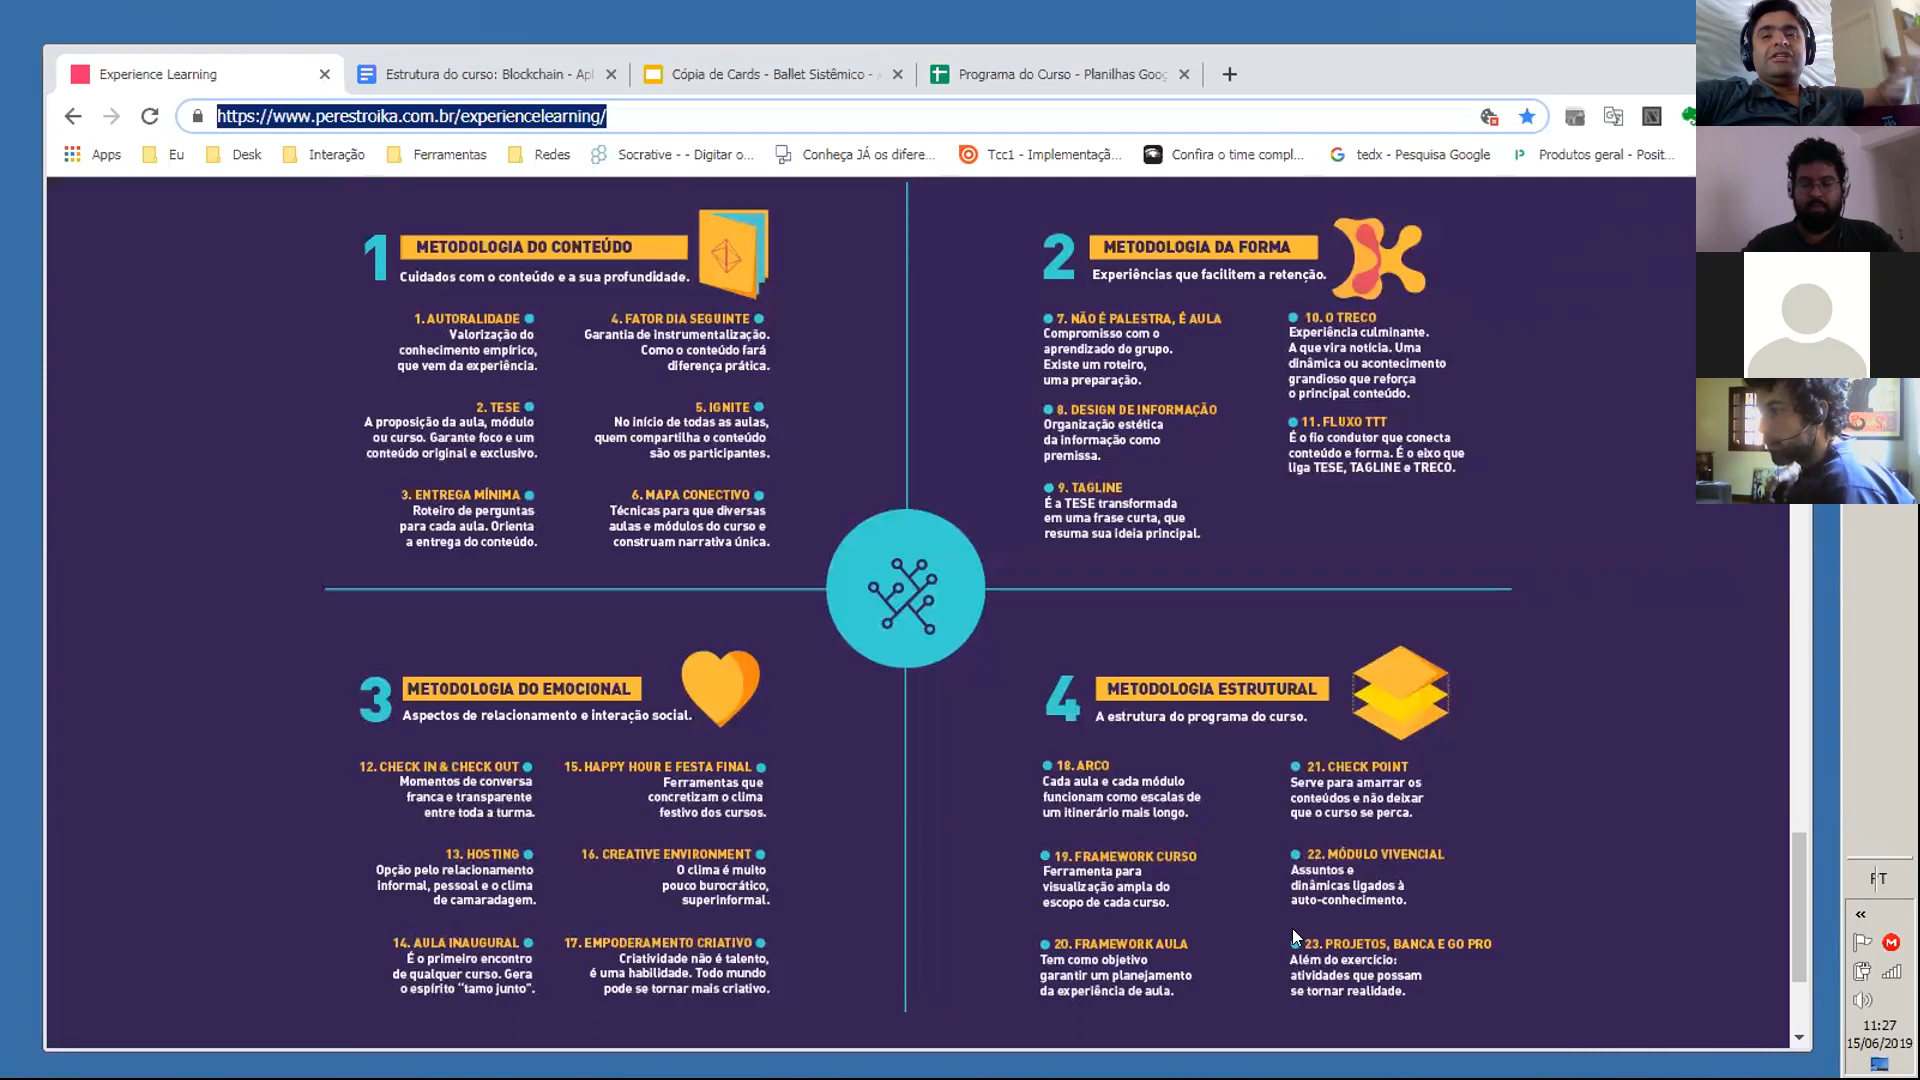 Experience Learning
Estrutura do curso: Blockchain - Apl
Cópia de Cards - Ballet Sistêmico -
Programa do Curso - Planilhas Goog
https://www.perestroika.com.br/experiencelearning/
Apps
Eu
Desk
Interação
Ferramentas
Redes
Socrative - - Digitar o...
Conheça JÁ os difere...
Tcc1 - Implementaçã...
Confira o time compl...
tedx - Pesquisa Google
Produtos geral - Posit...
1
METODOLOGIA DO CONTEÚDO
Cuidados com o conteúdo e a sua profundidade.
1. AUTORALIDADE
Valorização do
conhecimento empírico,
que vem da experiência.
2. TESE
A proposição da aula, módulo
ou curso. Garante foco e um
conteúdo original e exclusivo.
3. ENTREGA MÍNIMA
Roteiro de perguntas
para cada aula. Orienta
a entrega do conteúdo.
4. FATOR DIA SEGUINTE
Garantia de instrumentalização.
Como o conteúdo fará
diferença prática.
5. IGNITE
No início de todas as aulas,
quem compartilha o conteúdo
são os participantes.
6. MAPA CONECTIVO
Técnicas para que diversas
aulas e módulos do curso e
construam narrativa única.
2
METODOLOGIA DA FORMA
Experiências que facilitem a retenção.
7. NÃO É PALESTRA, É AULA
Compromisso com o
aprendizado do grupo.
Existe um roteiro,
uma preparação.
8. DESIGN DE INFORMAÇÃO
Organização estética
da informação como
premissa.
9. TAGLINE
É a TESE transformada
em uma frase curta, que
resuma sua ideia principal.
10. O TRECO
Experiência culminante.
A que vira notícia. Uma
dinâmica ou acontecimento
grandioso que reforça
o principal conteúdo.
11. FLUXO TTT
É o fio condutor que conecta
conteúdo e forma. É o eixo que
liga TESE, TAGLINE e TRECO.
3
METODOLOGIA DO EMOCIONAL
Aspectos de relacionamento e interação social.
12. CHECK IN & CHECK OUT
Momentos de conversa
franca e transparente
entre toda a turma.
13. HOSTING
Opção pelo relacionamento
informal, pessoal e o clima
de camaradagem.
14. AULA INAUGURAL
É o primeiro encontro
de qualquer curso. Gera
o espírito “tamo junto”.
15. HAPPY HOUR E FESTA FINAL
Ferramentas que
concretizam o clima
festivo dos cursos.
16. CREATIVE ENVIRONMENT
O clima é muito
pouco burocrático,
superinformal.
17. EMPODERAMENTO CRIATIVO
Criatividade não é talento,
é uma habilidade. Todo mundo
pode se tornar mais criativo.
4
METODOLOGIA ESTRUTURAL
A estrutura do programa do curso.
18. ARCO
Cada aula e cada módulo
funcionam como escalas de
um itinerário mais longo.
19. FRAMEWORK CURSO
Ferramenta para
visualização ampla do
escopo de cada curso.
20. FRAMEWORK AULA
Tem como objetivo
garantir um planejamento
da experiência de aula.
21. CHECK POINT
Serve para amarrar os
conteúdos e não deixar
que o curso se perca.
22. MÓDULO VIVENCIAL
Assuntos e
dinâmicas ligados à
auto-conhecimento.
23. PROJETOS, BANCA E GO PRO
Além do exercício:
atividades que possam
se tornar realidade.
PT
11:27
15/06/2019